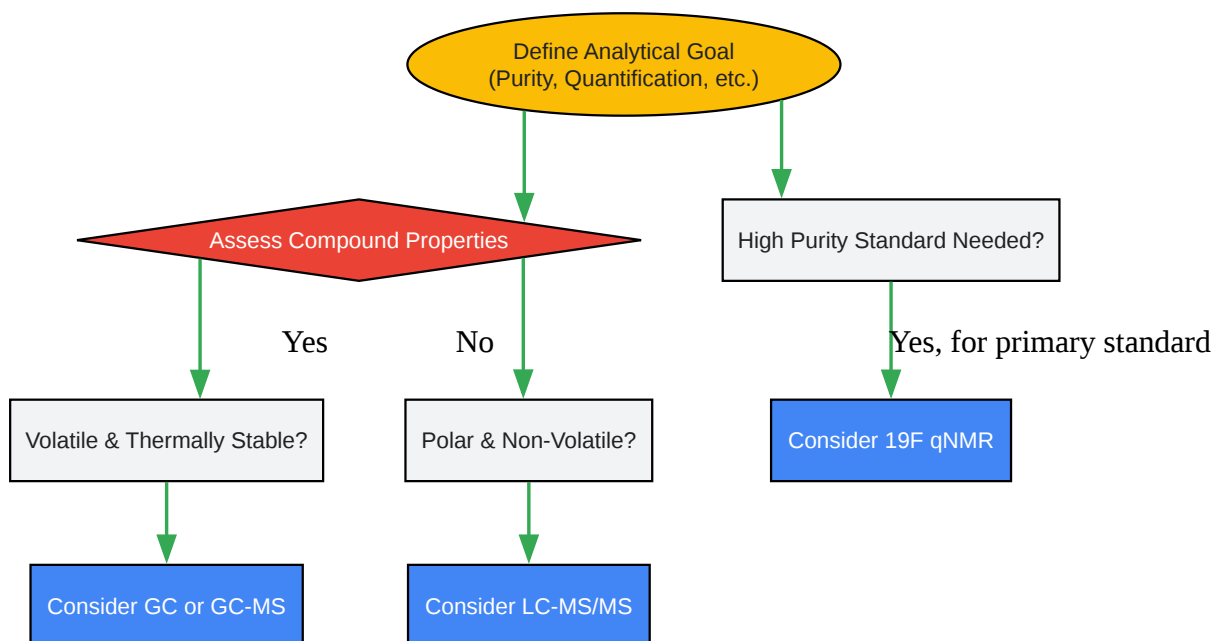 Define Analytical Goal
(Purity, Quantification, etc.)
Assess Compound Properties
High Purity Standard Needed?
Yes
No
Yes, for primary standard
Volatile & Thermally Stable?
Polar & Non-Volatile?
Consider 19F qNMR
Consider GC or GC-MS
Consider LC-MS/MS